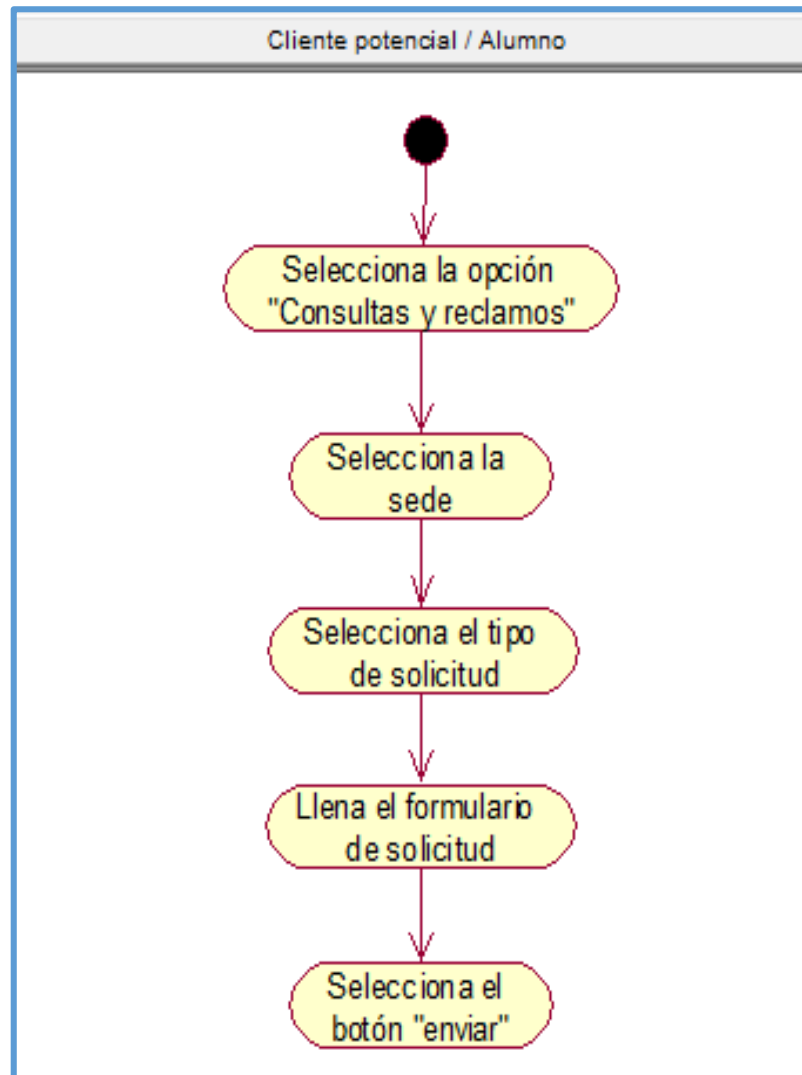 Cliente potencial / Alumno
Selecciona la opción
"Consultas y reclamos"
Selecciona la
sede
Selecciona el tipo
de solicitud
Llena el formulario
de solicitud
Selecciona el
botón "enviar"